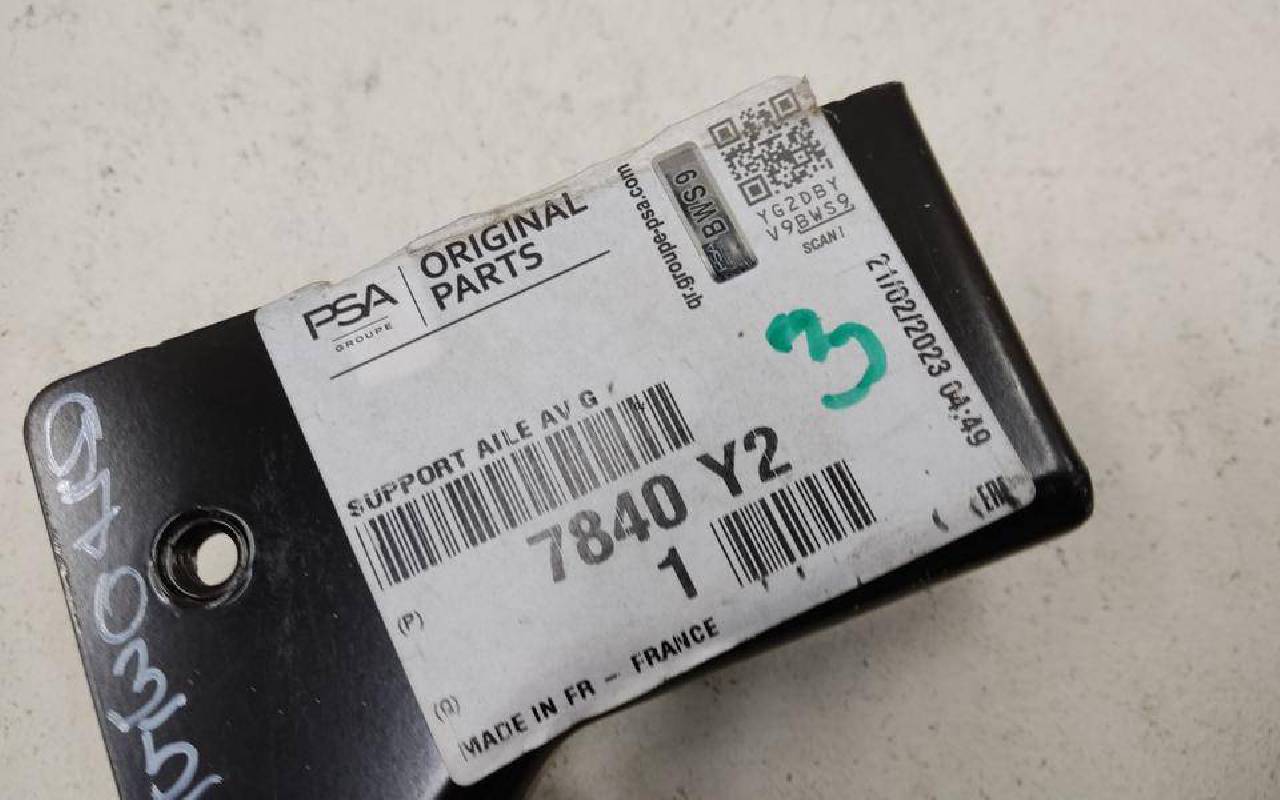 PSA
GROUPE
ORIGINAL
PARTS
qr.groupe-psa.com
BWS9
YG2DBY
V9BWS9
SCAN!
21/02/2023 04:49
3
SUPPORT AILE AV G
7840 Y2
1
(P)
(Q)
MADE IN FR - FRANCE
EAC